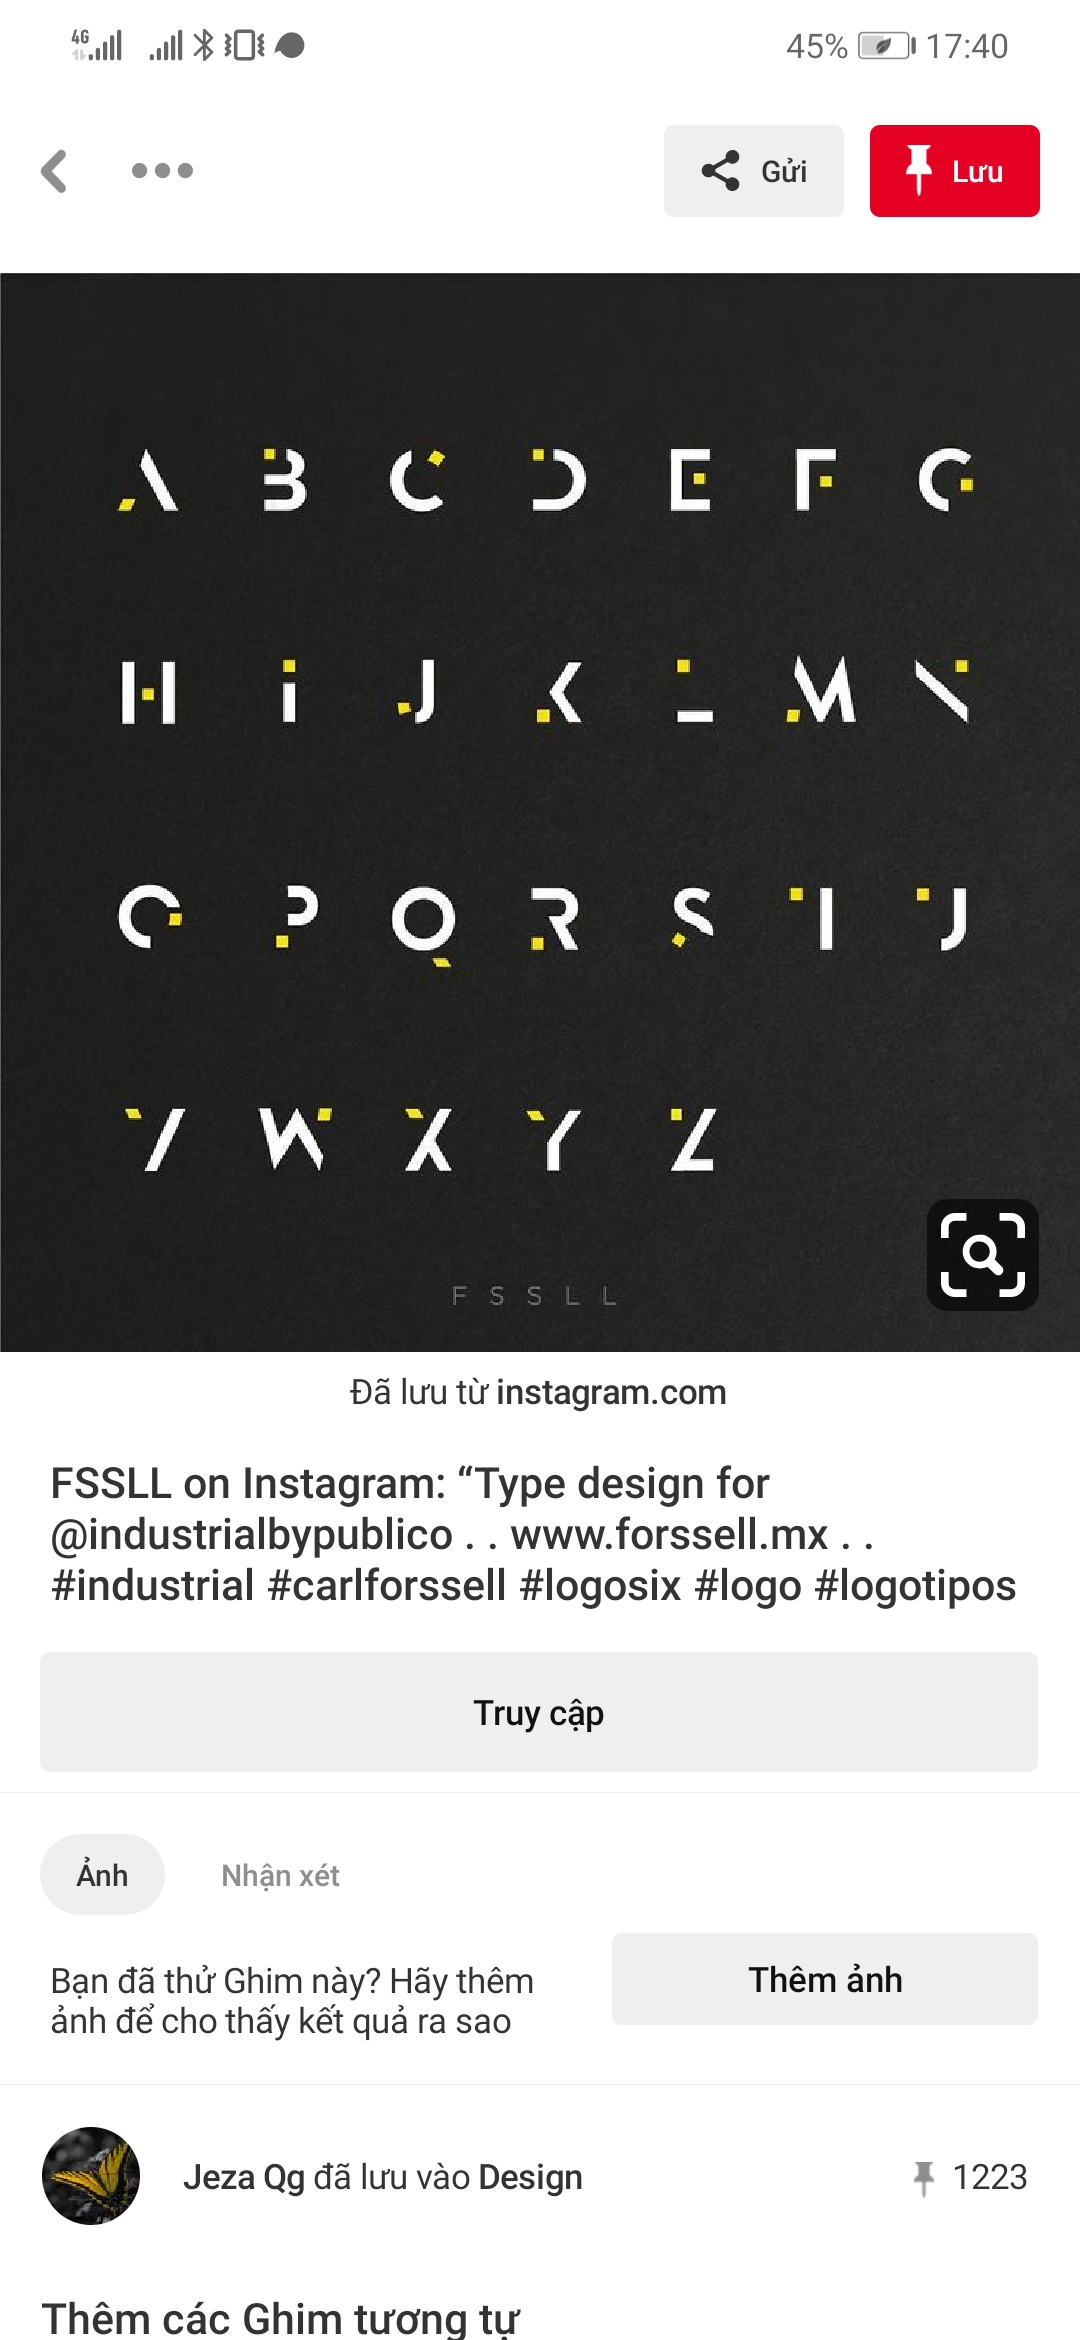 4G 45% 17:40
Gửi Lưu
A B C D E F G
H i J K L M N
O P Q R S T U
V W X Y Z
FSSLL
Đã lưu từ instagram.com
FSSLL on Instagram: “Type design for
@industrialbypublico . . www.forssell.mx . .
#industrial #carlforssell #logosix #logo #logotipos
Truy cập
Ảnh Nhận xét
Bạn đã thử Ghim này? Hãy thêm
ảnh để cho thấy kết quả ra sao
Thêm ảnh
Jeza Qg đã lưu vào Design 1223
Thêm các Ghim tương tự